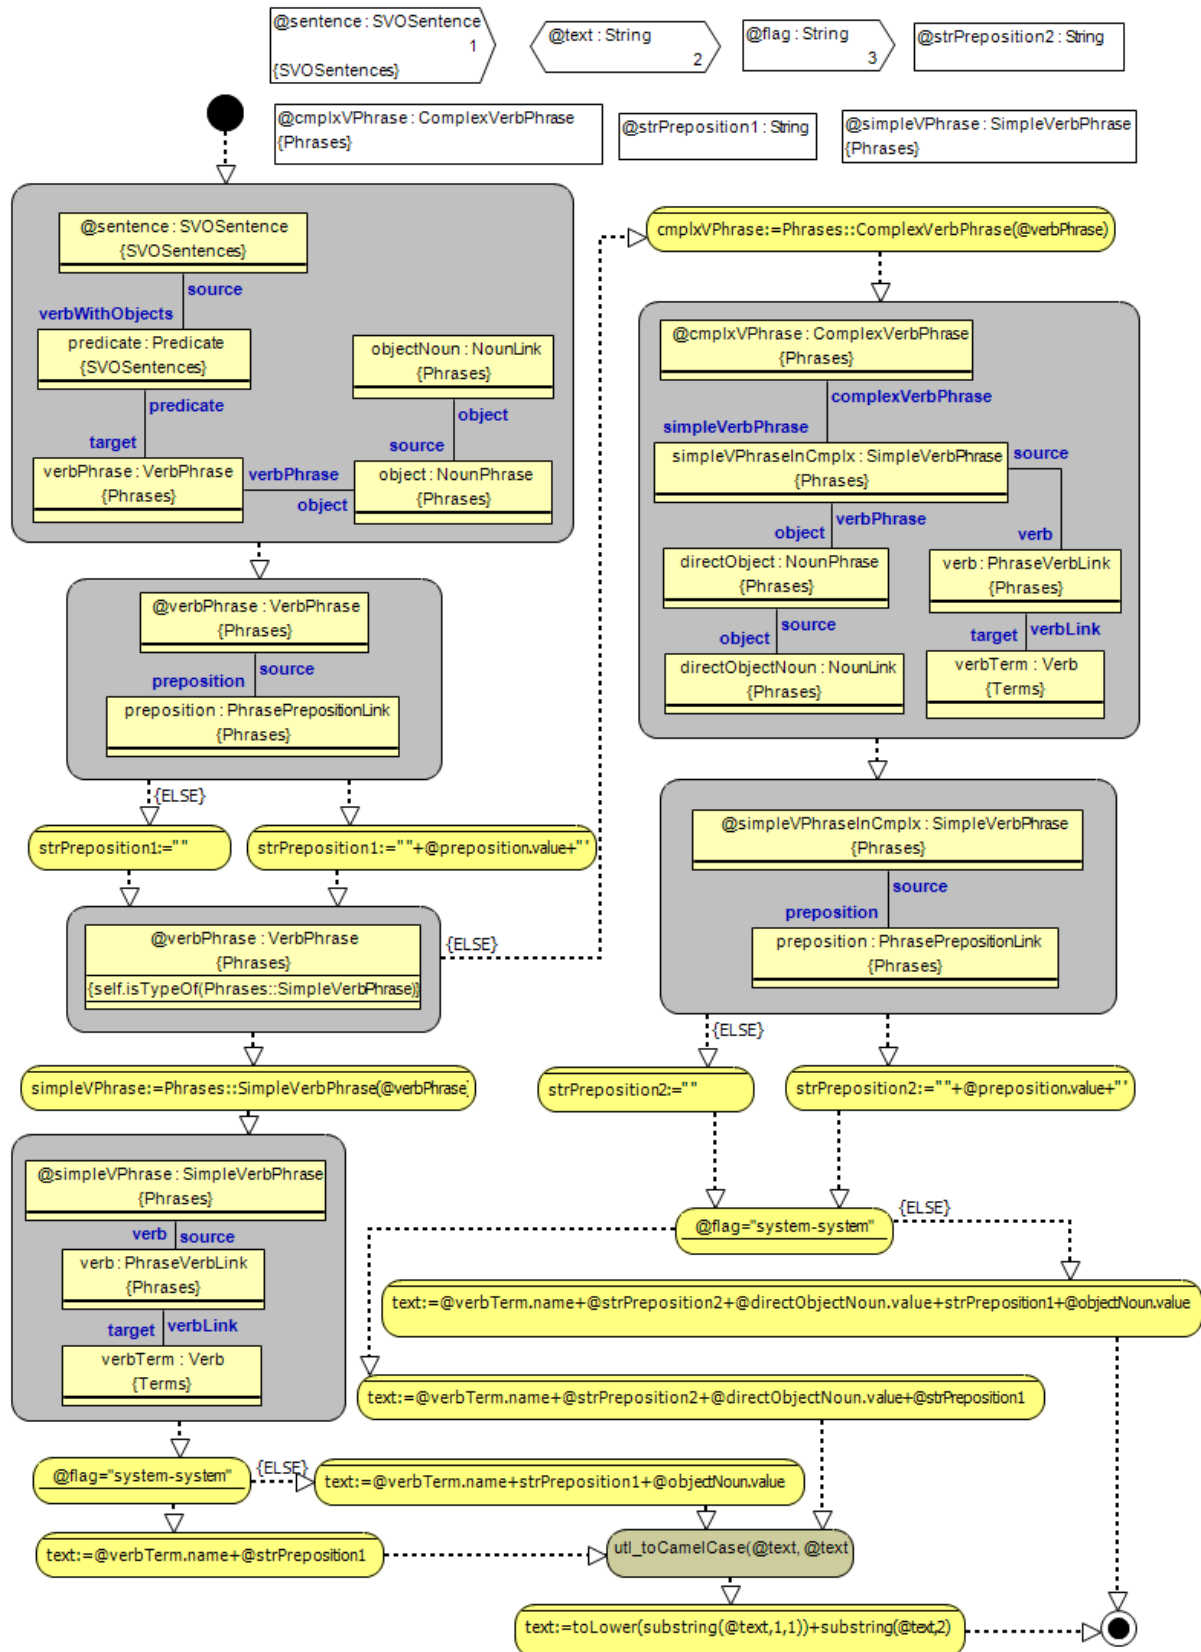 @sentence : SVOSentence
1
{SVOSentences}
@text : String
2
@flag : String
3
@strPreposition2 : String
@cmplxVPhrase : ComplexVerbPhrase
{Phrases}
@strPreposition1 : String
@simpleVPhrase : SimpleVerbPhrase
{Phrases}
@sentence : SVOSentence
{SVOSentences}
source
verbWithObjects
predicate : Predicate
{SVOSentences}
objectNoun : NounLink
{Phrases}
predicate
object
target
source
verbPhrase : VerbPhrase
{Phrases}
verbPhrase
object
object : NounPhrase
{Phrases}
@verbPhrase : VerbPhrase
{Phrases}
source
preposition
preposition : PhrasePrepositionLink
{Phrases}
{ELSE}
strPreposition1:=""
strPreposition1:=""+@preposition.value+"'
@verbPhrase : VerbPhrase
{Phrases}
{self.isTypeOf(Phrases::SimpleVerbPhrase)}
{ELSE}
simpleVPhrase:=Phrases::SimpleVerbPhrase(@verbPhrase)
@simpleVPhrase : SimpleVerbPhrase
{Phrases}
verb
source
verb : PhraseVerbLink
{Phrases}
target
verbLink
verbTerm : Verb
{Terms}
@flag="system-system"
{ELSE}
text:=@verbTerm.name+strPreposition1+@objectNoun.value
text:=@verbTerm.name+@strPreposition1
cmplxVPhrase:=Phrases::ComplexVerbPhrase(@verbPhrase)
@cmplxVPhrase : ComplexVerbPhrase
{Phrases}
complexVerbPhrase
simpleVerbPhrase
simpleVPhraseInCmplx : SimpleVerbPhrase
{Phrases}
source
verbPhrase
object
verb
directObject : NounPhrase
{Phrases}
verb : PhraseVerbLink
{Phrases}
source
object
target
verbLink
directObjectNoun : NounLink
{Phrases}
verbTerm : Verb
{Terms}
@simpleVPhraseInCmplx : SimpleVerbPhrase
{Phrases}
source
preposition
preposition : PhrasePrepositionLink
{Phrases}
{ELSE}
strPreposition2:=""
strPreposition2:=""+@preposition.value+"'
@flag="system-system"
{ELSE}
text:=@verbTerm.name+@strPreposition2+@directObjectNoun.value+strPreposition1+@objectNoun.value
text:=@verbTerm.name+@strPreposition2+@directObjectNoun.value+@strPreposition1
utl_toCamelCase(@text, @text
text:=toLower(substring(@text,1,1))+substring(@text,2)